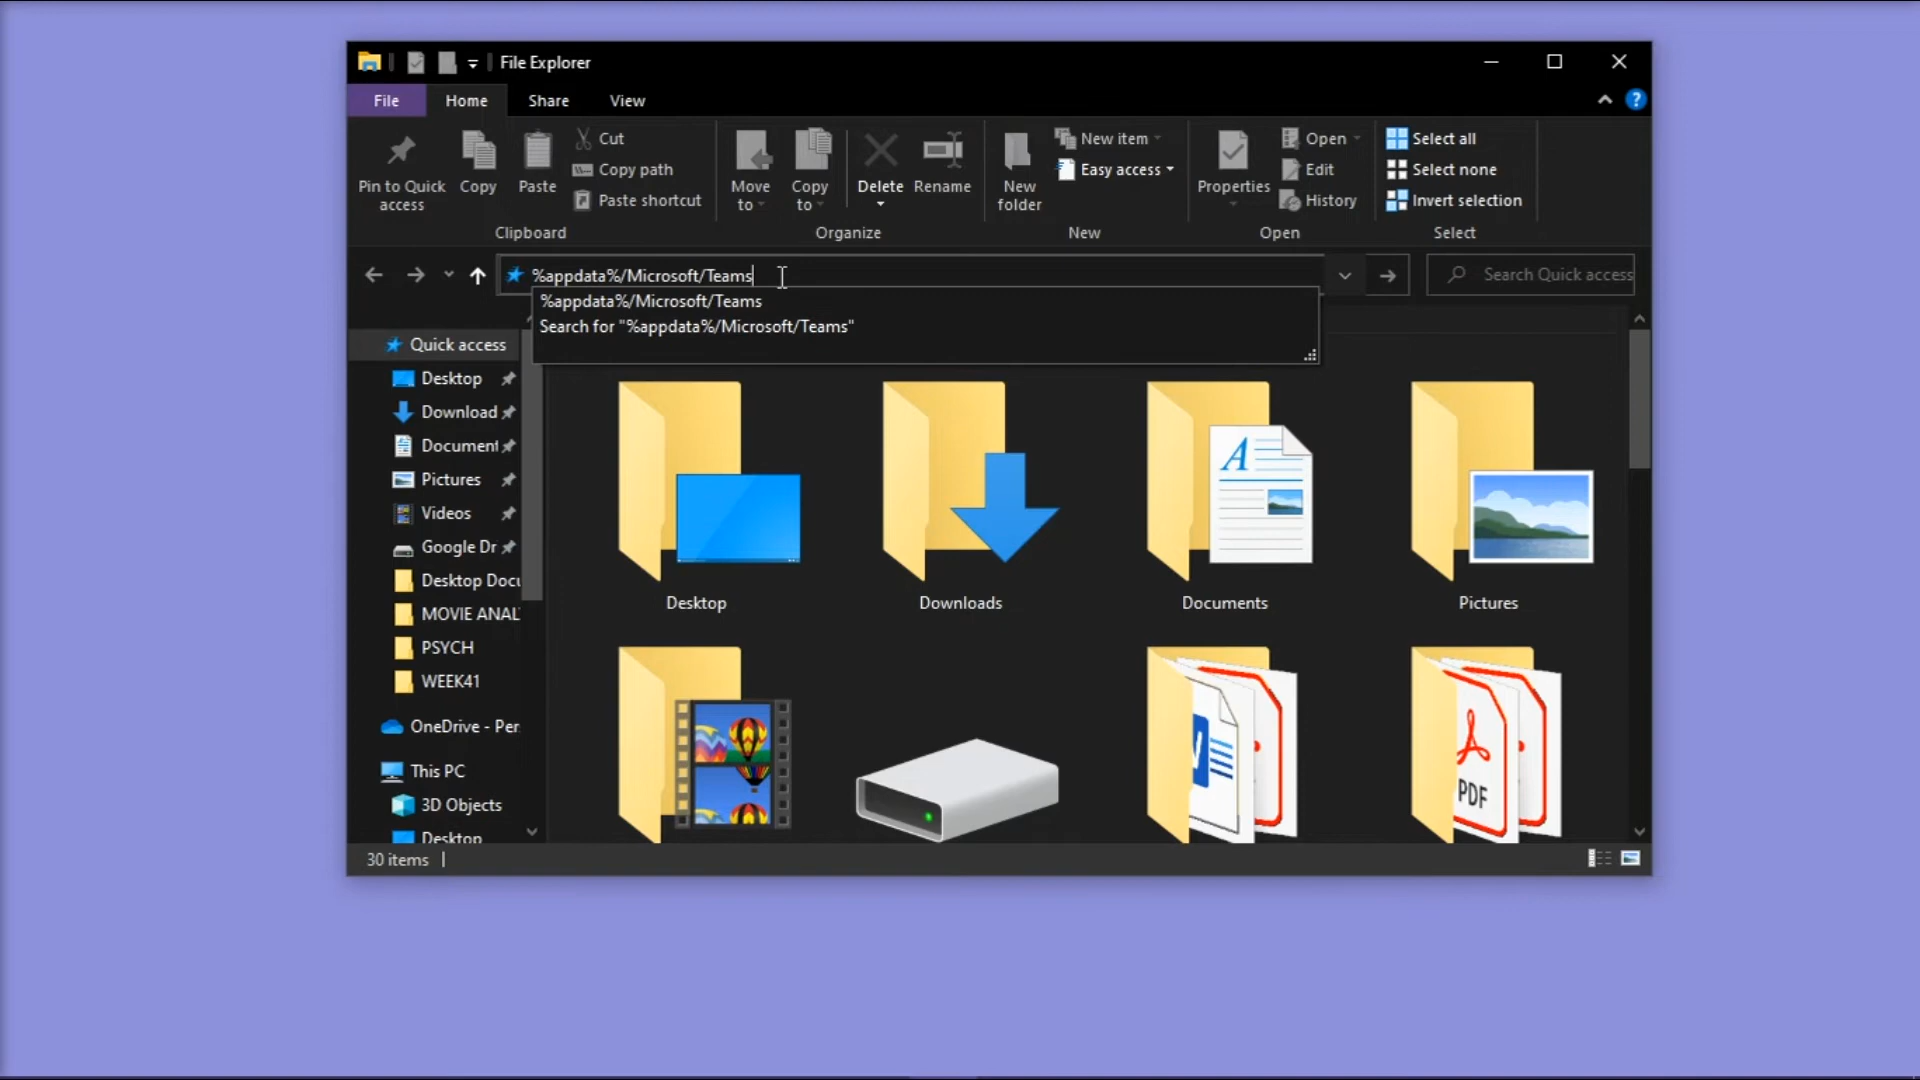 File Explorer
File
Home
Share
View
?
Pin to Quick
access
Copy
Paste
Cut
Copy path
Paste shortcut
Move
to
Copy
to
Delete
Rename
New
folder
New item
Easy access
Properties
Open
Edit
History
Select all
Select none
Invert selection
Clipboard
Organize
New
Open
Select
%appdata%/Microsoft/Teams
Search Quick access
%appdata%/Microsoft/Teams
Search for "%appdata%/Microsoft/Teams"
Quick access
Desktop
Download
Document
Pictures
Videos
Google Dr
Desktop Docu
MOVIE ANAL
PSYCH
WEEK41
OneDrive - Per
This PC
3D Objects
Desktop
A
Desktop
Downloads
Documents
Pictures
W
PDF
30 items